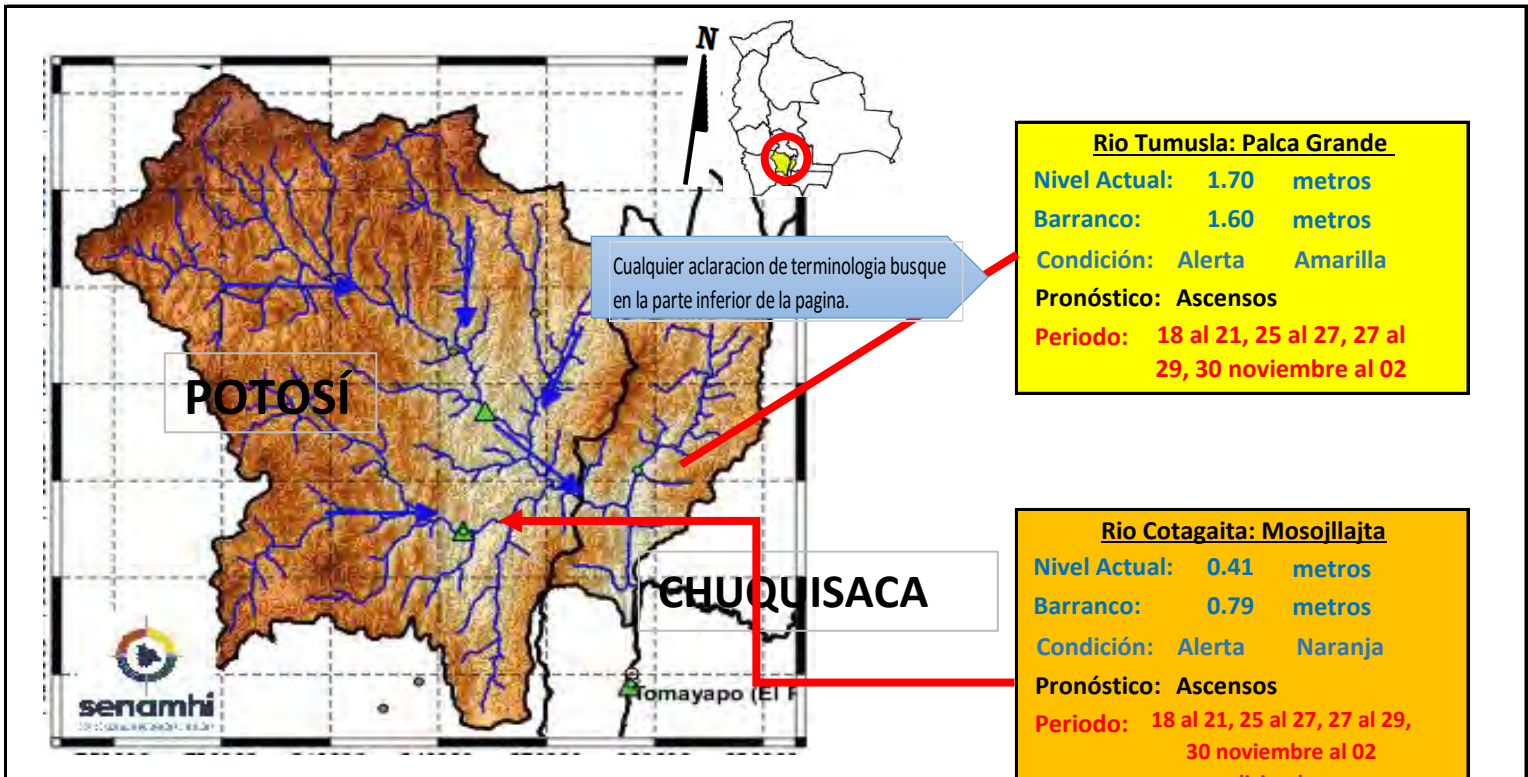 N
Cualquier aclaracion de terminologia busque
en la parte inferior de la pagina.
POTOSÍ
CHUQUISACA
Tomayapo (El
senamhi
Rio Tumusla: Palca Grande
Nivel Actual: 1.70 metros
Barranco: 1.60 metros
Condición: Alerta Amarilla
Pronóstico: Ascensos
Periodo: 18 al 21, 25 al 27, 27 al
29, 30 noviembre al 02
Rio Cotagaita: Mosojllajta
Nivel Actual: 0.41 metros
Barranco: 0.79 metros
Condición: Alerta Naranja
Pronóstico: Ascensos
Periodo: 18 al 21, 25 al 27, 27 al 29,
30 noviembre al 02